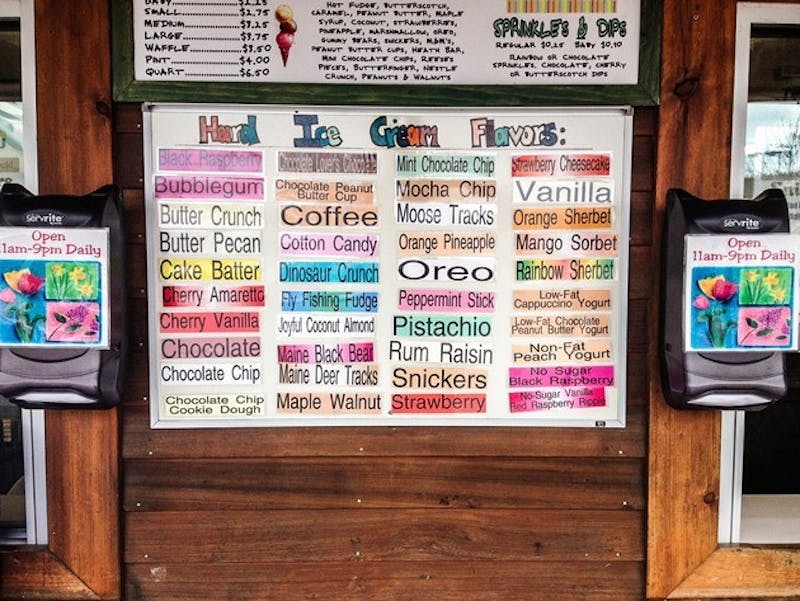 BABY............$2.25
SMALL............$2.75
MEDIUM............$3.25
LARGE............$3.75
WAFFLE............$3.50
PINT............$4.00
QUART............$6.50
HOT FUDGE, BUTTERSCOTCH,
CARAMEL, PEANUT BUTTER, MAPLE
SYRUP, COCONUT, STRAWBERRIES,
PINEAPPLE, MARSHMALLOW, OREO,
GUMMY BEARS, SNICKERS, M&M'S,
PEANUT BUTTER CUPS, HEATH BAR,
MINI CHOCOLATE CHIPS, REESE'S
PIECES, BUTTERFINGER, NESTLE
CRUNCH, PEANUTS & WALNUTS
SPRINKLES & DIPS
REGULAR $0.25 BABY $0.10
RAINBOW OR CHOCOLATE
SPRINKLES, CHOCOLATE, CHERRY
OR BUTTERSCOTCH DIPS
Hard Ice Cream Flavors:
Black Raspberry
Bubblegum
Butter Crunch
Butter Pecan
Cake Batter
Cherry Amaretto
Cherry Vanilla
Chocolate
Chocolate Chip
Chocolate Chip
Cookie Dough
Chocolate Lover's Chocolate
Chocolate Peanut
Butter Cup
Coffee
Cotton Candy
Dinosaur Crunch
Fly Fishing Fudge
Joyful Coconut Almond
Maine Black Bear
Maine Deer Tracks
Maple Walnut
Mint Chocolate Chip
Mocha Chip
Moose Tracks
Orange Pineapple
Oreo
Peppermint Stick
Pistachio
Rum Raisin
Snickers
Strawberry
Strawberry Cheesecake
Vanilla
Orange Sherbet
Mango Sorbet
Rainbow Sherbet
Low-Fat
Cappuccino Yogurt
Low-Fat Chocolate
Peanut Butter Yogurt
Non-Fat
Peach Yogurt
No Sugar
Black Raspberry
No-Sugar Vanilla
Red Raspberry Ripple
servrite
Open
11am-9pm Daily
servrite
Open
11am-9pm Daily